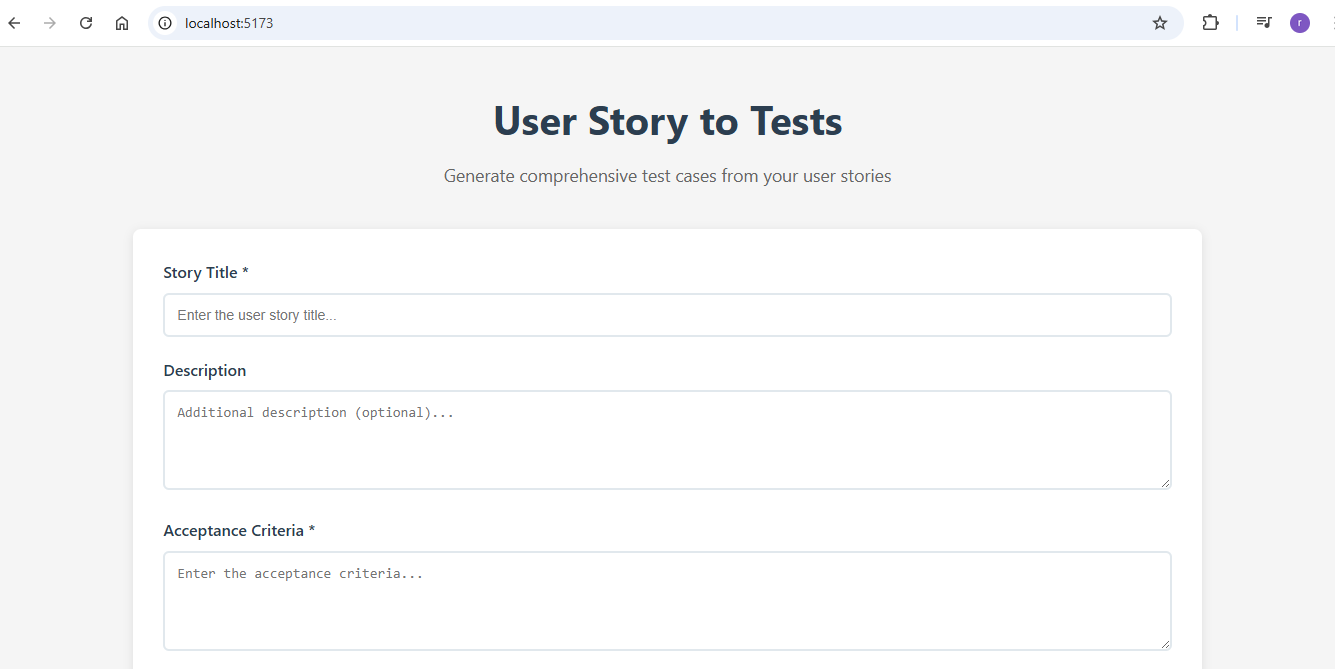 localhost:5173
r
User Story to Tests
Generate comprehensive test cases from your user stories
Story Title *
Enter the user story title...
Description
Additional description (optional)...
Acceptance Criteria *
Enter the acceptance criteria...